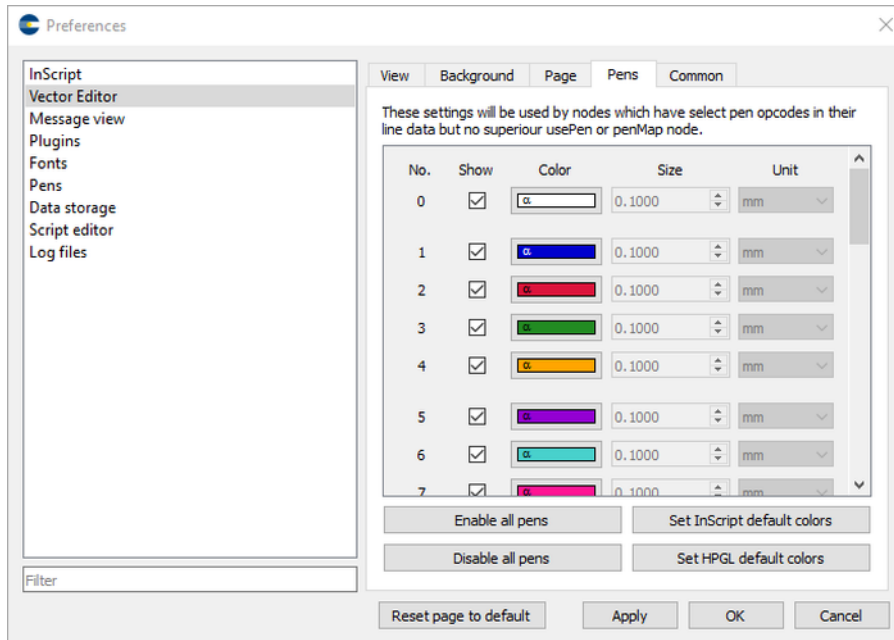 Preferences
InScript
Vector Editor
Message view
Plugins
Fonts
Pens
Data storage
Script editor
Log files
Filter
View Background Page Pens Common
These settings will be used by nodes which have select pen opcodes in their
line data but no superiour usePen or penMap node.
No. Show Color Size Unit
0 α 0.1000 mm
1 α 0.1000 mm
2 α 0.1000 mm
3 α 0.1000 mm
4 α 0.1000 mm
5 α 0.1000 mm
6 α 0.1000 mm
7 α 0.1000 mm
Enable all pens Set InScript default colors
Disable all pens Set HPGL default colors
Reset page to default Apply OK Cancel